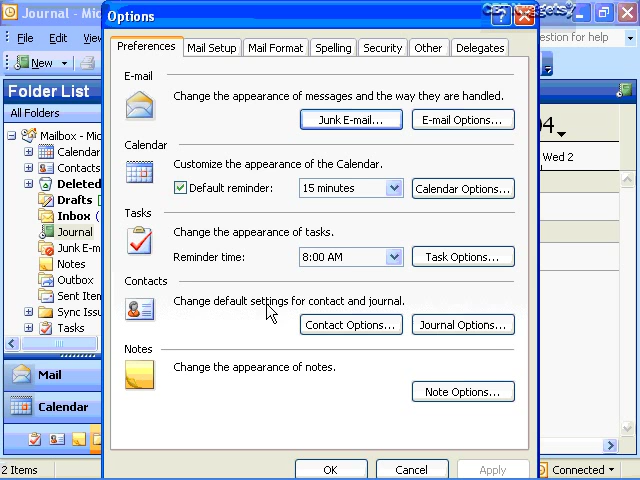 Journal - Mic
Options
CBT Nuggets
File Edit View
estion for help
Preferences Mail Setup Mail Format Spelling Security Other Delegates
New
E-mail
Folder List
Change the appearance of messages and the way they are handled.
All Folders
Junk E-mail... E-mail Options...
04
Mailbox - Mic
Calendar
Calendar
Customize the appearance of the Calendar.
Wed 2
Contacts
Deleted
Default reminder: 15 minutes Calendar Options...
Drafts
Tasks
Inbox (
Journal
Change the appearance of tasks.
Junk E-m
Reminder time: 8:00 AM Task Options...
Notes
Outbox
Contacts
Sent Item
Change default settings for contact and journal.
Sync Issu
Tasks
Contact Options... Journal Options...
Notes
Mail
Change the appearance of notes.
Note Options...
Calendar
2 Items
OK Cancel Apply
Connected